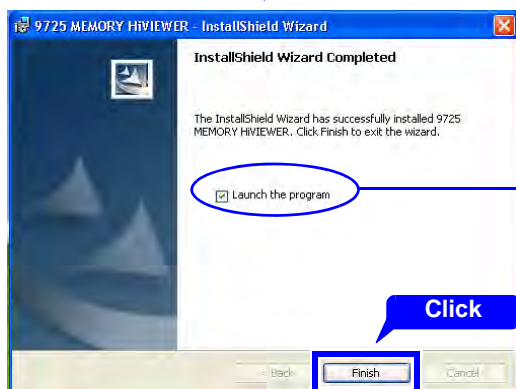 9725 MEMORY HiVIEWER - InstallShield Wizard
InstallShield Wizard Completed
The InstallShield Wizard has successfully installed 9725
MEMORY HiVIEWER. Click Finish to exit the wizard.
Launch the program
Click
< Back
Finish
Cancel